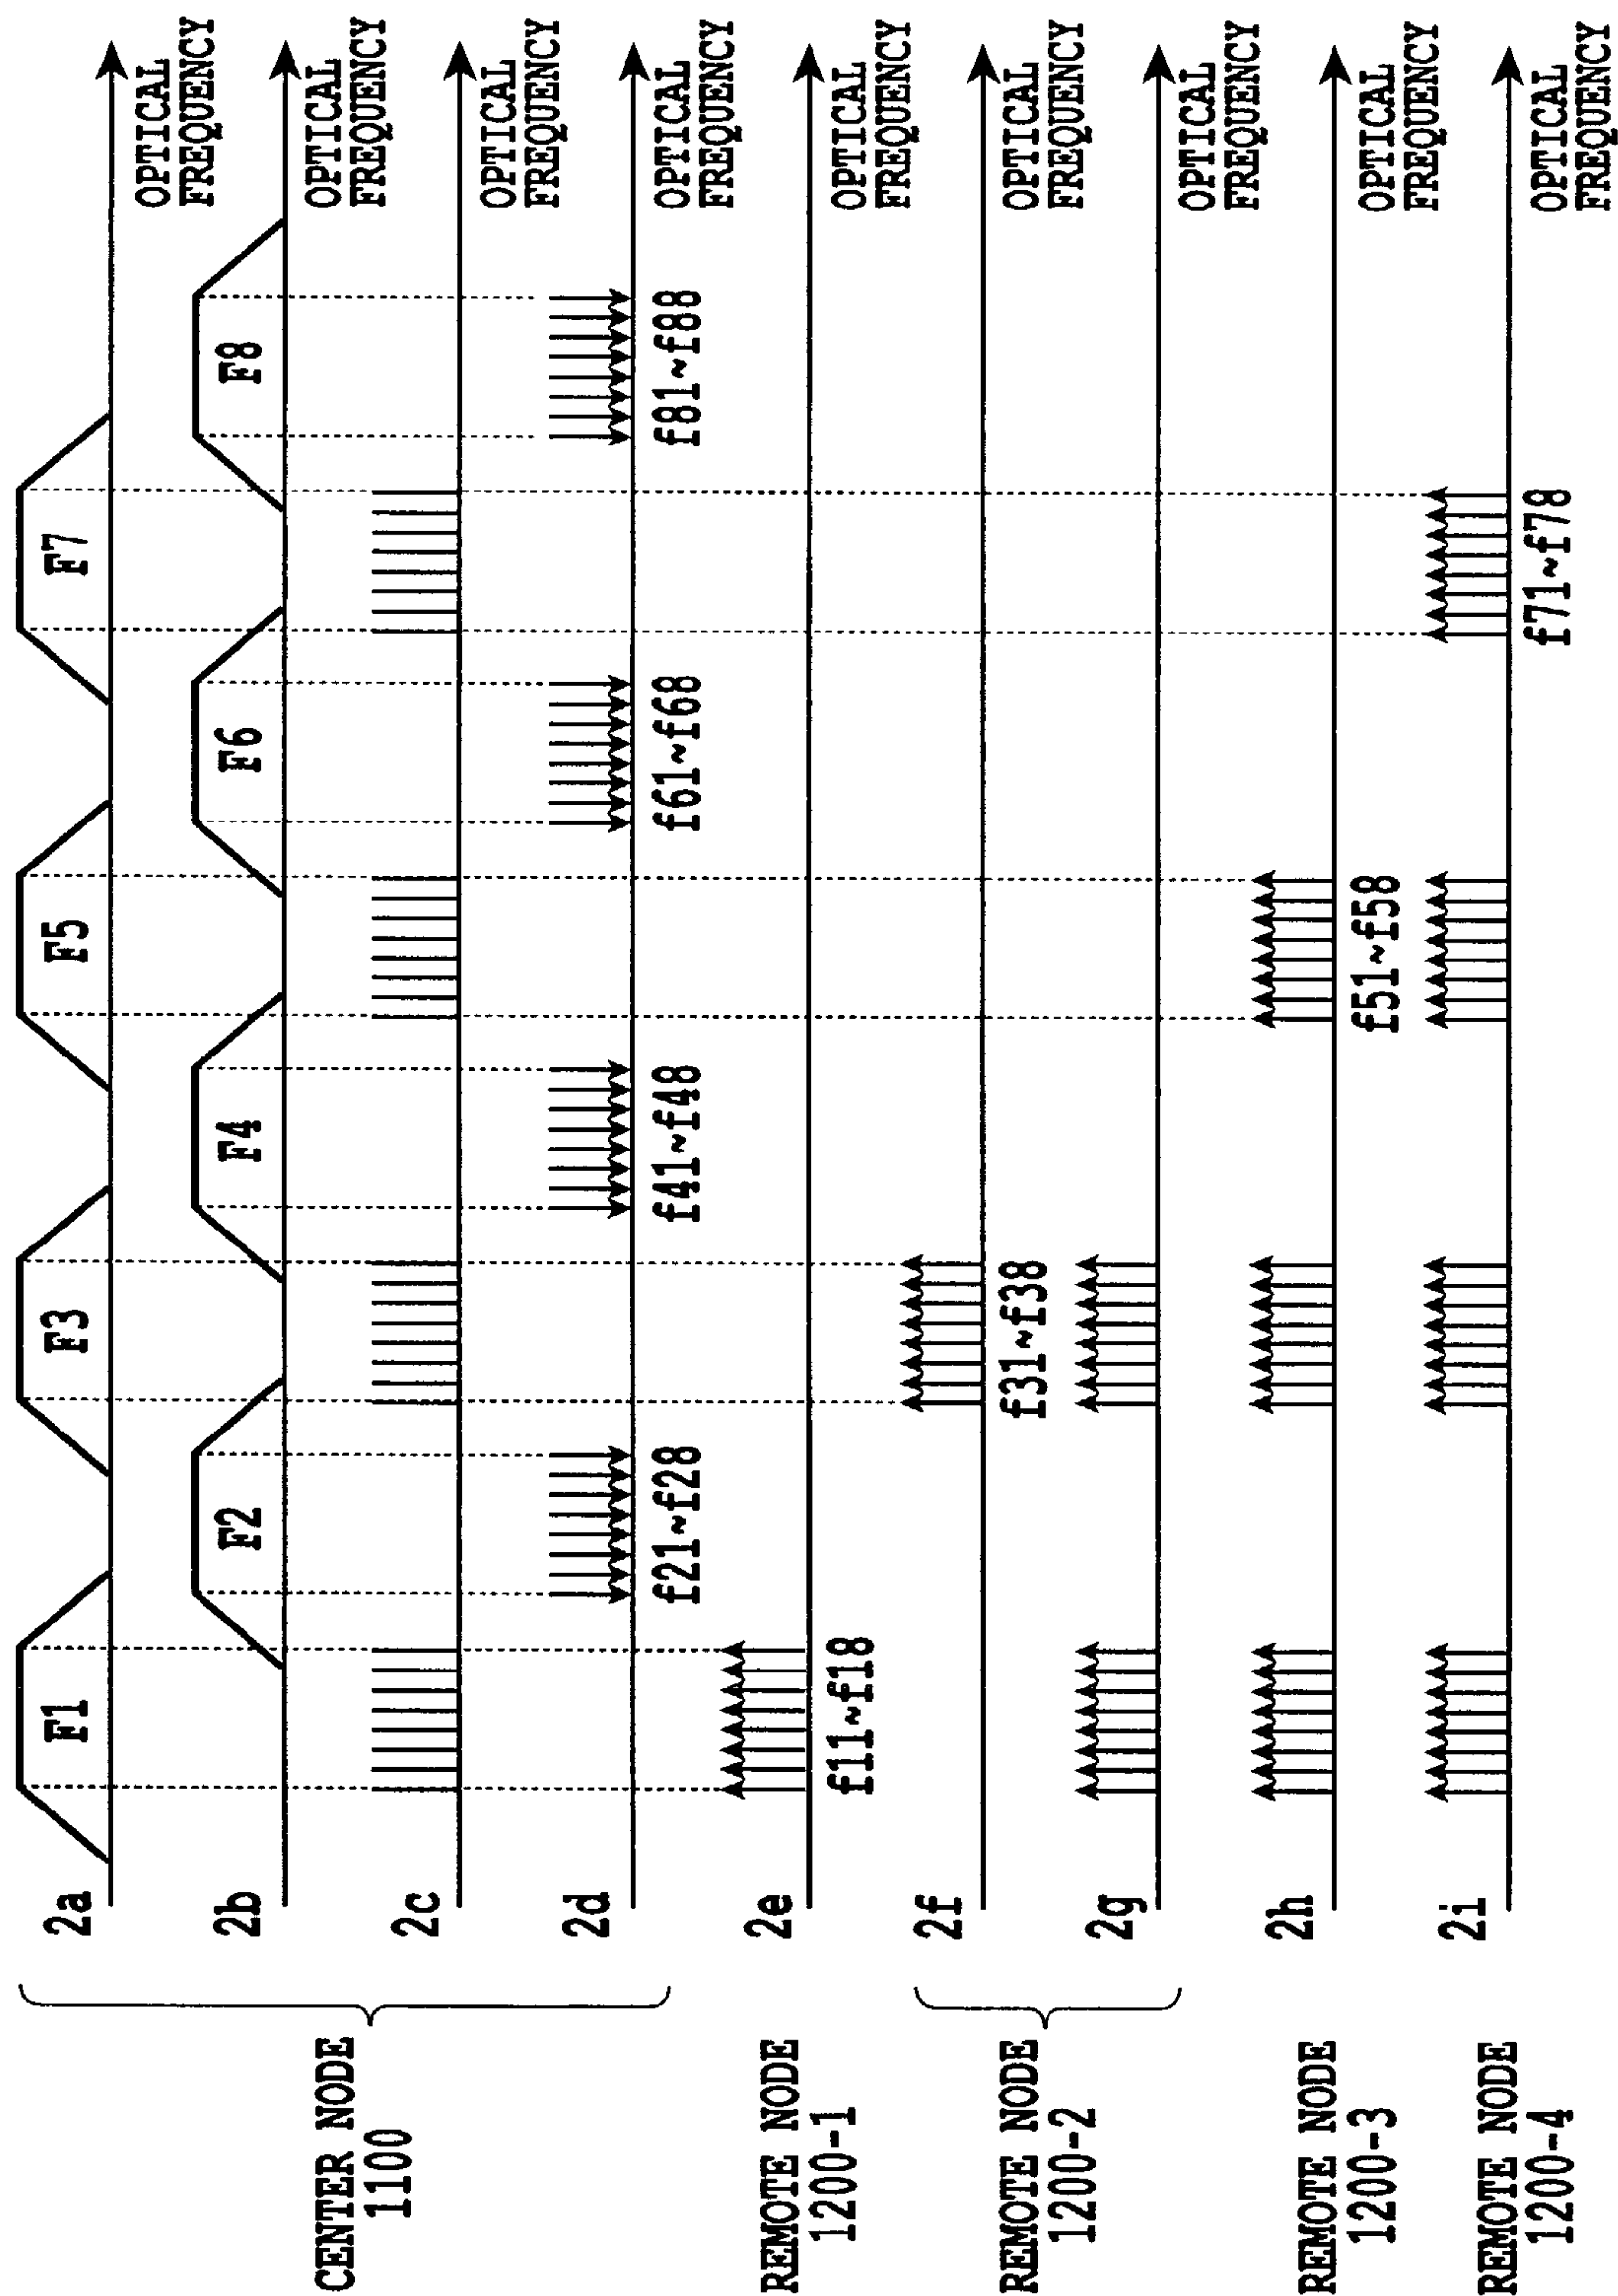 CENTER NODE
1100
2a
F1
F3
F5
F7
OPTICAL
FREQUENCY
2b
F2
F4
F6
F8
OPTICAL
FREQUENCY
2c
OPTICAL
FREQUENCY
2d
f21~f28
f41~f48
f61~f68
f81~f88
OPTICAL
FREQUENCY
REMOTE NODE
1200-1
2e
f11~f18
OPTICAL
FREQUENCY
REMOTE NODE
1200-2
2f
f31~f38
OPTICAL
FREQUENCY
2g
OPTICAL
FREQUENCY
REMOTE NODE
1200-3
2h
f51~f58
OPTICAL
FREQUENCY
REMOTE NODE
1200-4
2i
f71~f78
OPTICAL
FREQUENCY